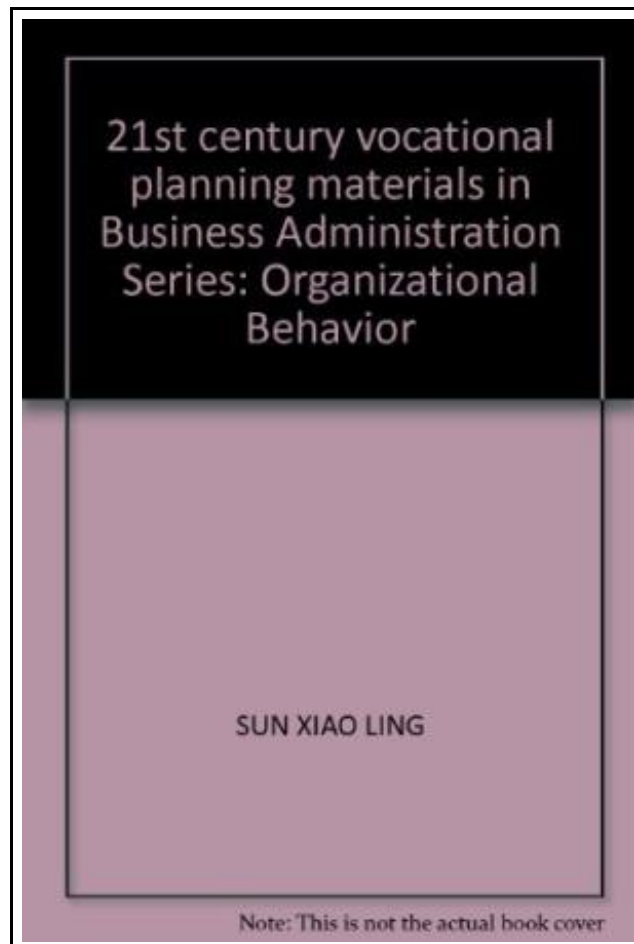 21st century vocational
planning materials in
Business Administration
Series: Organizational
Behavior
SUN XIAO LING
Note: This is not the actual book cover